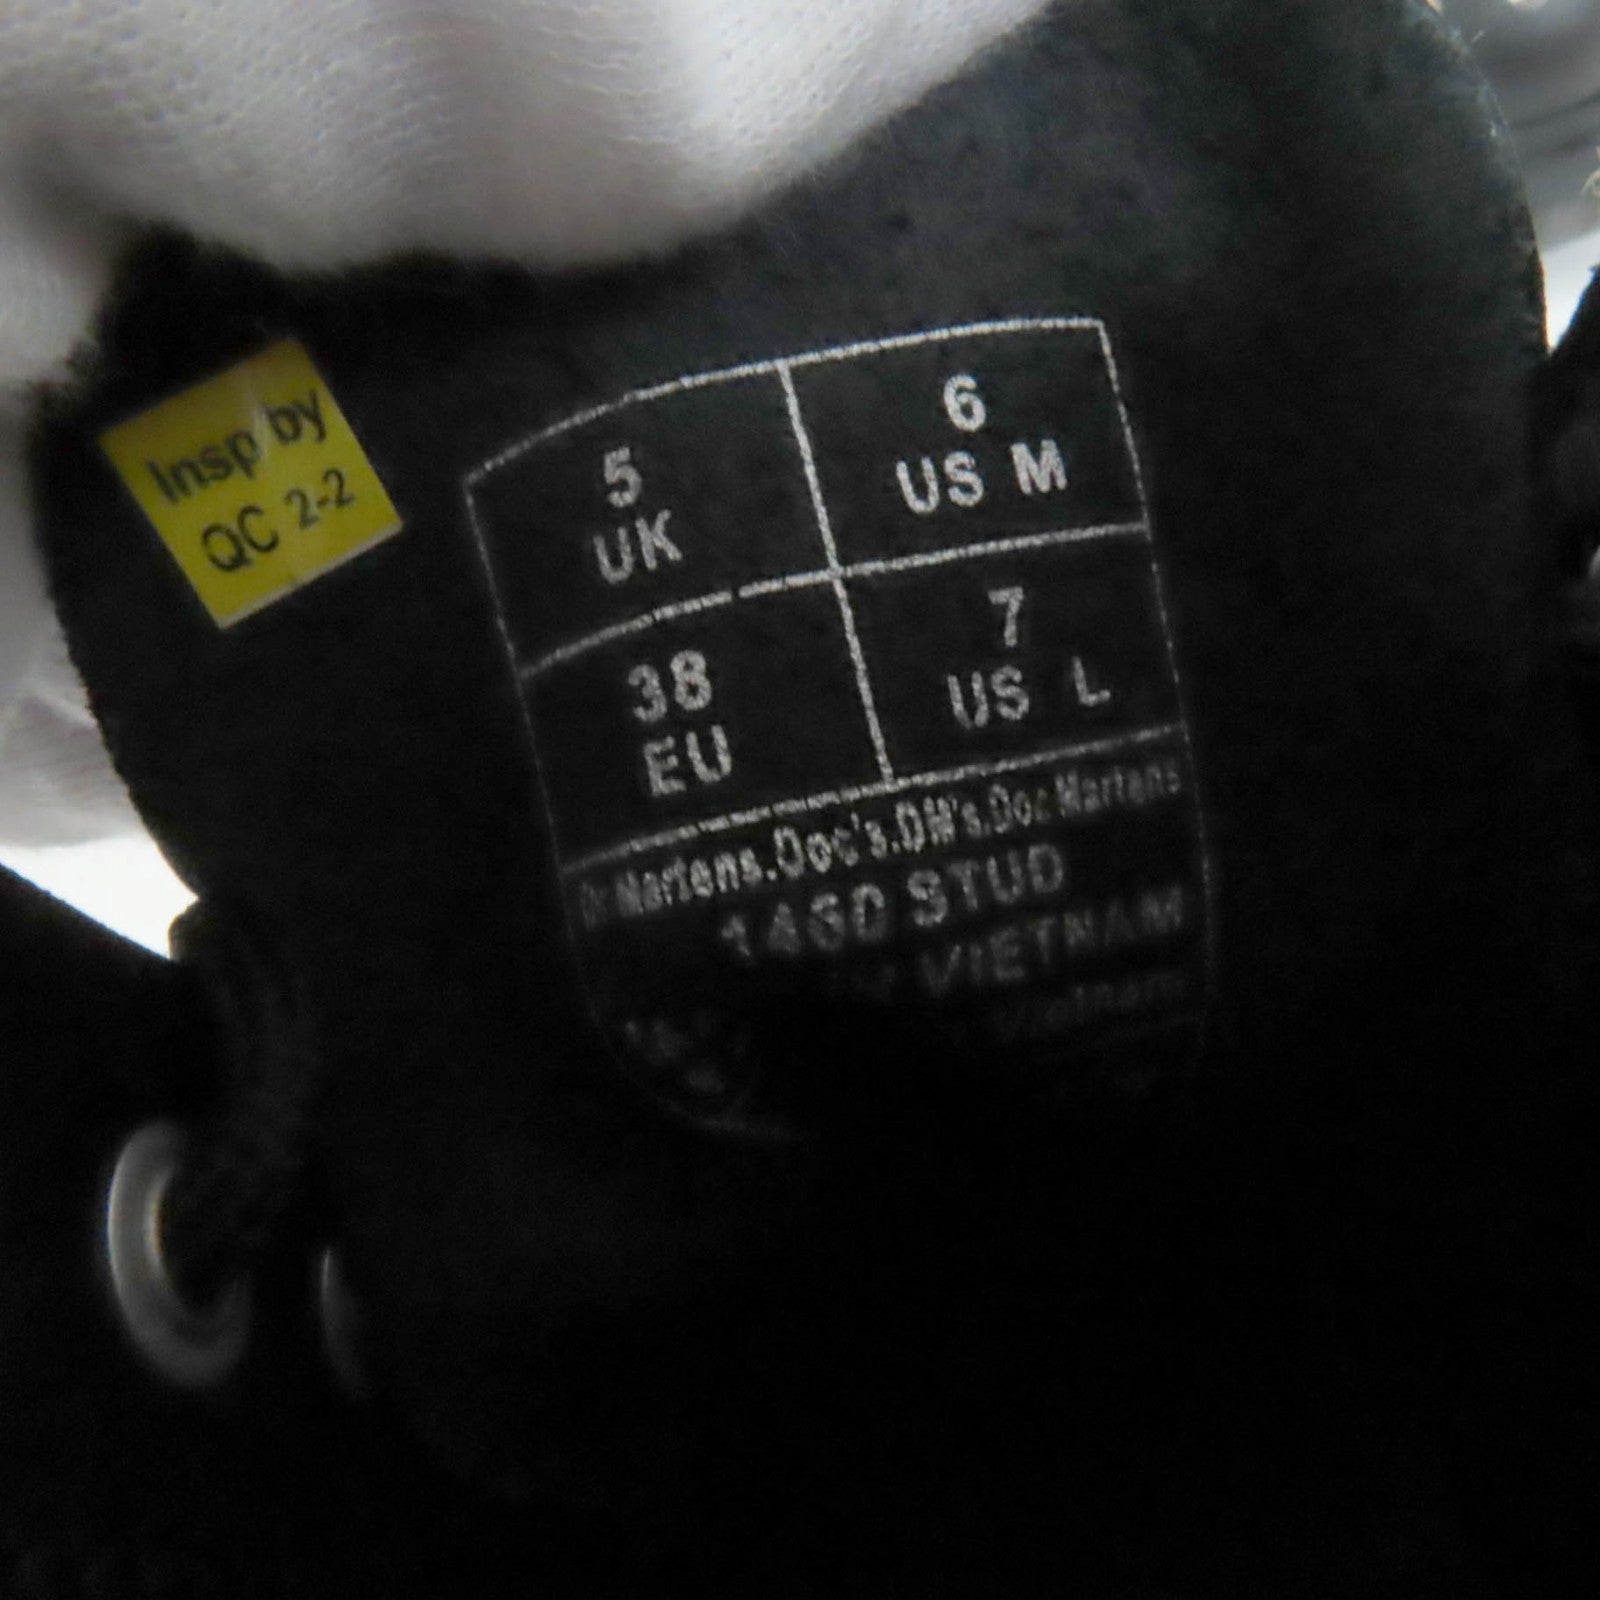 Insp by
QC 2-2
5
UK
6
US M
38
EU
7
US L
Dr Martens.Doc's.DM's.Doc Martens
1460 STUD
VIETNAM
Vietnam